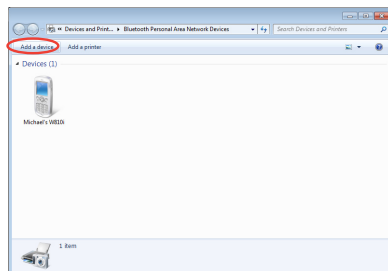 Devices and Print... Bluetooth Personal Area Network Devices
Search Devices and Printers
Add a device Add a printer
Devices (1)
Michael's W810i
1 item